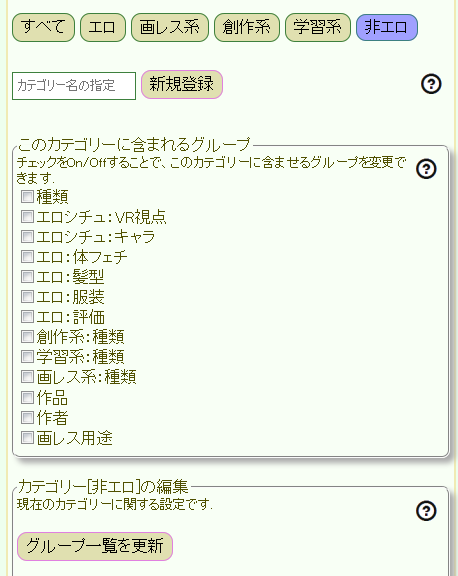 すべて エロ 画レス系 創作系 学習系 非エロ
カテゴリー名の指定 新規登録
このカテゴリーに含まれるグループ
チェックをOn/Offすることで、このカテゴリーに含ませるグループを変更で
きます.
種類
エロシチュ:VR視点
エロシチュ:キャラ
エロ:体フェチ
エロ:髪型
エロ:服装
エロ:評価
創作系:種類
学習系:種類
画レス系:種類
作品
作者
画レス用途
カテゴリー[非エロ]の編集
現在のカテゴリーに関する設定です.
グループ一覧を更新